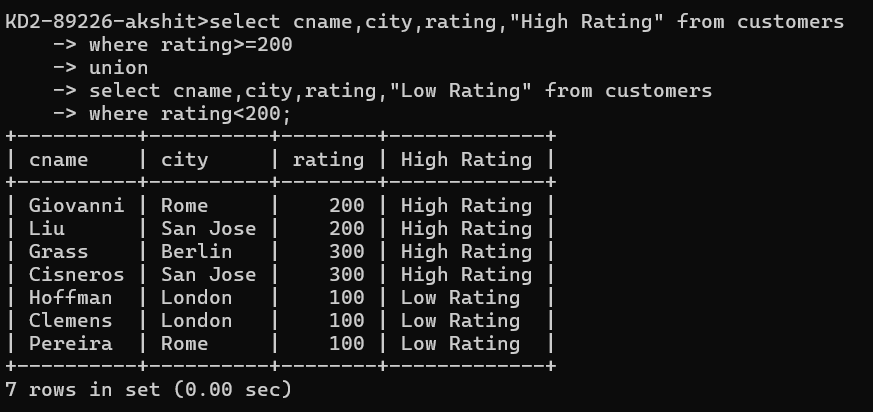 KD2-89226-akshit>select cname,city,rating,"High Rating" from customers
    -> where rating>=200
    -> union
    -> select cname,city,rating,"Low Rating" from customers
    -> where rating<200;
+----------+----------+--------+-------------+
| cname    | city     | rating | High Rating |
+----------+----------+--------+-------------+
| Giovanni | Rome     |    200 | High Rating |
| Liu      | San Jose |    200 | High Rating |
| Grass    | Berlin   |    300 | High Rating |
| Cisneros | San Jose |    300 | High Rating |
| Hoffman  | London   |    100 | Low Rating  |
| Clemens  | London   |    100 | Low Rating  |
| Pereira  | Rome     |    100 | Low Rating  |
+----------+----------+--------+-------------+
7 rows in set (0.00 sec)